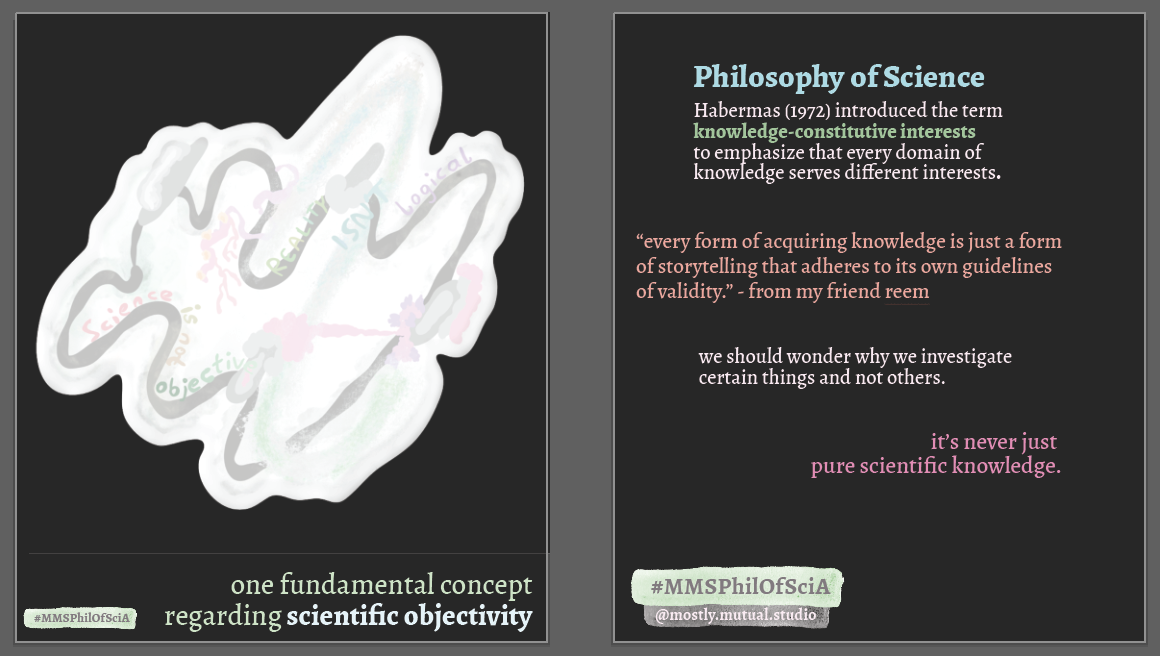 Logical
ISN'T
REALITY
Science
you is!
objectiv
one fundamental concept
regarding scientific objectivity
#MMSPhilOfSciA
Philosophy of Science
Habermas (1972) introduced the term
knowledge-constitutive interests
to emphasize that every domain of
knowledge serves different interests.
“every form of acquiring knowledge is just a form
of storytelling that adheres to its own guidelines
of validity.” - from my friend reem
we should wonder why we investigate
certain things and not others.
it’s never just
pure scientific knowledge.
#MMSPhilOfSciA
@mostly.mutual.studio